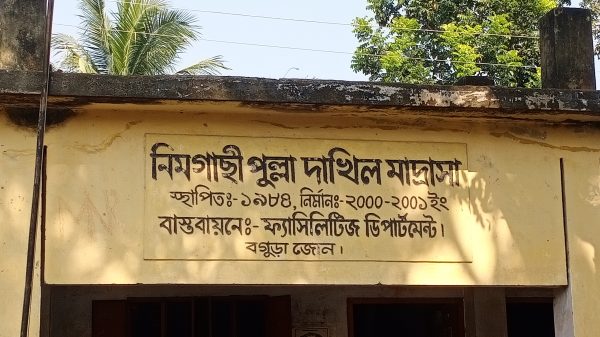 নিমগাছী পুল্লা দাখিল মাদ্রাসা
স্থাপিতঃ-১৯৮৪, নির্মানঃ-২০০০-২০০১ইং
বাস্তবায়নেঃ- ফ্যাসিলিটিজ ডিপার্টমেন্ট।
বগুড়া জোন।